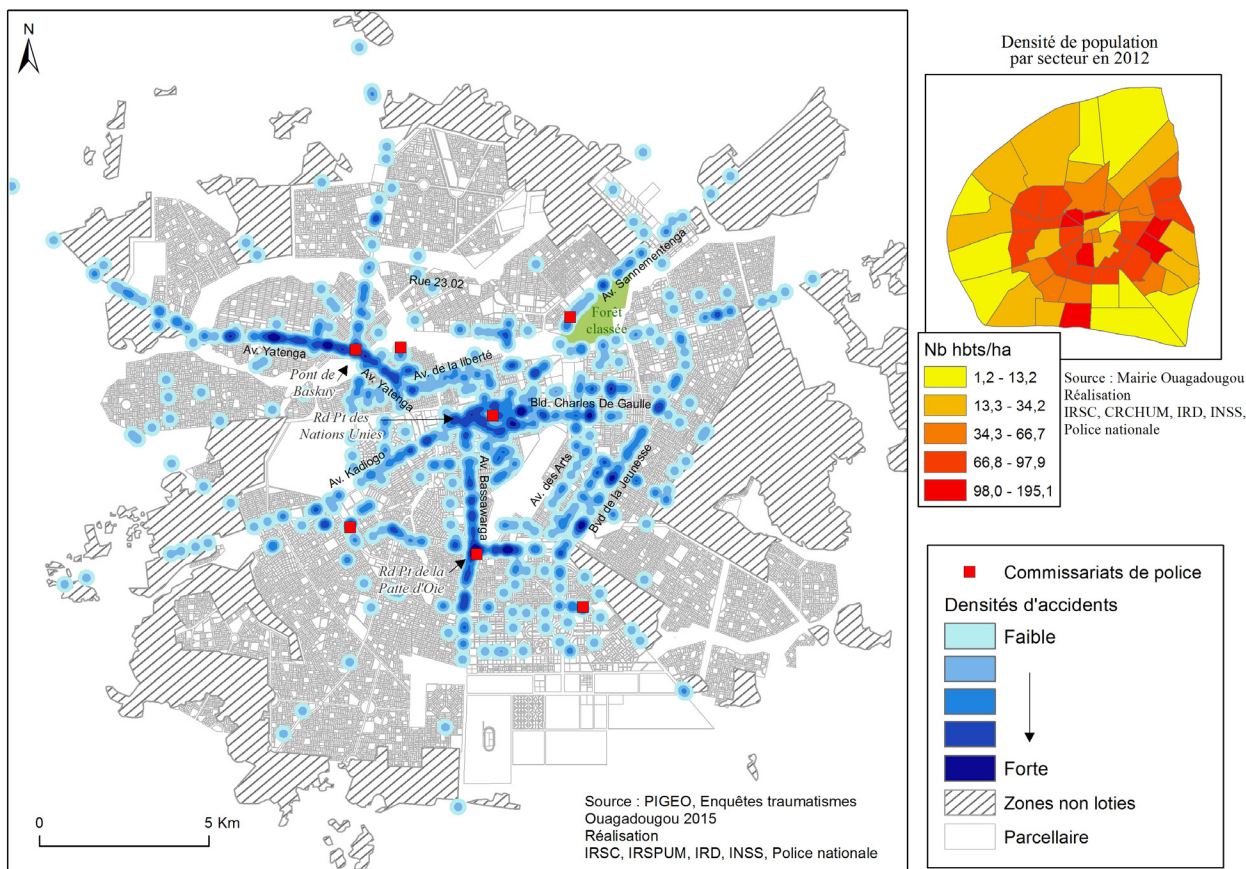 N
Rue 23.02
Av. Sannementenga
Forêt
classée
Av. Yatenga
Pont de
Baskuy
Av. Yatenga
Av. de la liberté
Bld. Charles De Gaulle
Rd Pt des
Nations Unies
Av. Kadiogo
Av. Bassawarga
Av. des Arts
Bvd de la Jeunesse
Rd Pt de la
Patte d'Oie
0 5 Km
Source : PIGEO, Enquêtes traumatismes
Ouagadougou 2015
Réalisation
IRSC, IRSPUM, IRD, INSS, Police nationale
Densité de population
par secteur en 2012
Nb hbts/ha
1,2 - 13,2
13,3 - 34,2
34,3 - 66,7
66,8 - 97,9
98,0 - 195,1
Source : Mairie Ouagadougou
Réalisation
IRSC, CRCHUM, IRD, INSS,
Police nationale
Commissariats de police
Densités d'accidents
Faible
Forte
Zones non loties
Parcellaire